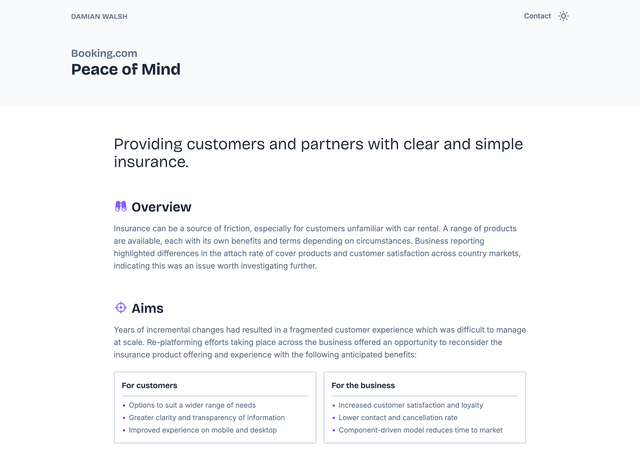 DAMIAN WALSH
Contact
Booking.com
Peace of Mind
Providing customers and partners with clear and simple
insurance.
Overview
Insurance can be a source of friction, especially for customers unfamiliar with car rental. A range of products
are available, each with its own benefits and terms depending on circumstances. Business reporting
highlighted differences in the attach rate of cover products and customer satisfaction across country markets,
indicating this was an issue worth investigating further.
Aims
Years of incremental changes had resulted in a fragmented customer experience which was difficult to manage
at scale. Re-platforming efforts taking place across the business offered an opportunity to reconsider the
insurance product offering and experience with the following anticipated benefits:
For customers
• Options to suit a wider range of needs
• Greater clarity and transparency of information
• Improved experience on mobile and desktop
For the business
• Increased customer satisfaction and loyalty
• Lower contact and cancellation rate
• Component-driven model reduces time to market